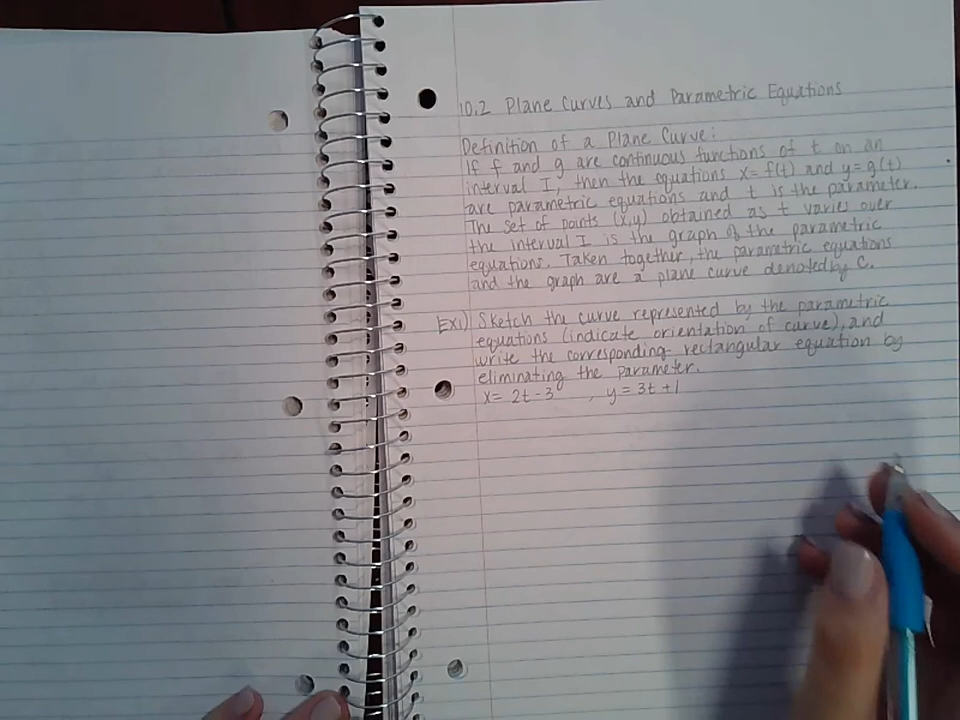 10.2 Plane Curves and Parametric Equations
Definition of a Plane Curve:
If f and g are continuous functions of t on an
interval I, then the equations x=f(t) and y=g(t)
are parametric equations and t is the parameter.
The set of points (x,y) obtained as t varies over
the interval I is the graph of the parametric
equations. Taken together, the parametric equations
and the graph are a plane curve denoted by C.
EX1) Sketch the curve represented by the parametric
equations (indicate orientation of curve), and
write the corresponding rectangular equation by
eliminating the parameter.
x= 2t-3 , y=3t+1